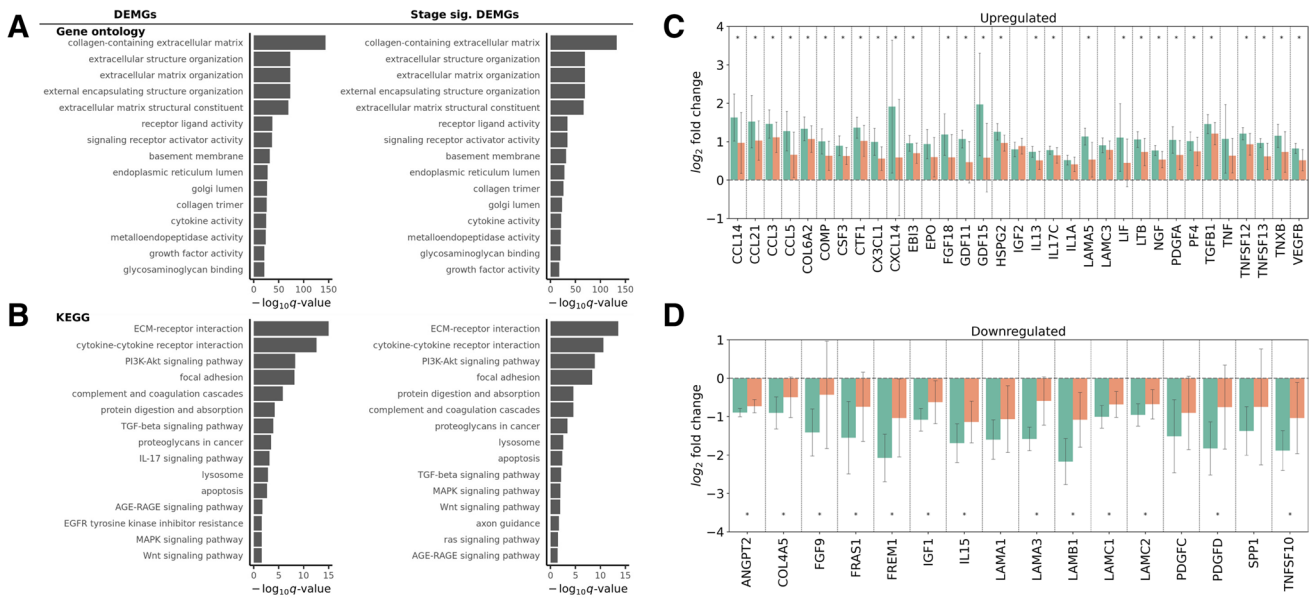 DEMGs
Stage sig. DEMGs
A
Gene ontology
collagen-containing extracellular matrix
extracellular structure organization
extracellular matrix organization
external encapsulating structure organization
extracellular matrix structural constituent
receptor ligand activity
signaling receptor activator activity
basement membrane
endoplasmic reticulum lumen
golgi lumen
collagen trimer
cytokine activity
metalloendopeptidase activity
growth factor activity
glycosaminoglycan binding
0 50 100 150
−log10q-value
collagen-containing extracellular matrix
extracellular structure organization
extracellular matrix organization
external encapsulating structure organization
extracellular matrix structural constituent
receptor ligand activity
signaling receptor activator activity
basement membrane
endoplasmic reticulum lumen
collagen trimer
golgi lumen
cytokine activity
metalloendopeptidase activity
glycosaminoglycan binding
growth factor activity
0 50 100 150
−log10q-value
B
KEGG
ECM-receptor interaction
cytokine-cytokine receptor interaction
PI3K-Akt signaling pathway
focal adhesion
complement and coagulation cascades
protein digestion and absorption
TGF-beta signaling pathway
proteoglycans in cancer
IL-17 signaling pathway
lysosome
apoptosis
AGE-RAGE signaling pathway
EGFR tyrosine kinase inhibitor resistance
MAPK signaling pathway
Wnt signaling pathway
0 5 10 15
−log10q-value
ECM-receptor interaction
cytokine-cytokine receptor interaction
PI3K-Akt signaling pathway
focal adhesion
protein digestion and absorption
complement and coagulation cascades
proteoglycans in cancer
lysosome
apoptosis
TGF-beta signaling pathway
MAPK signaling pathway
Wnt signaling pathway
axon guidance
ras signaling pathway
AGE-RAGE signaling pathway
0 5 10 15
−log10q-value
C
Upregulated
log2 fold change
4
3
2
1
0
−1
* * * * * * * * * * * * * * * * * * * * * * * * * * * *
CCL14
CCL21
CCL3
CCL5
COL6A2
COMP
CSF3
CTF1
CX3CL1
CXCL14
EBI3
EPO
FGF18
GDF11
GDF15
HSPG2
IGF2
IL13
IL17C
IL1A
LAMA5
LAMC3
LIF
LTB
NGF
PDGFA
PF4
TGFB1
TNF
TNFSF12
TNFSF13
TNXB
VEGFB
D
Downregulated
log2 fold change
1
0
−1
−2
−3
−4
* * * * * * * * * * * * * *
ANGPT2
COL4A5
FGF9
FRAS1
FREM1
IGF1
IL15
LAMA1
LAMA3
LAMB1
LAMC1
LAMC2
PDGFC
PDGFD
SPP1
TNFSF10